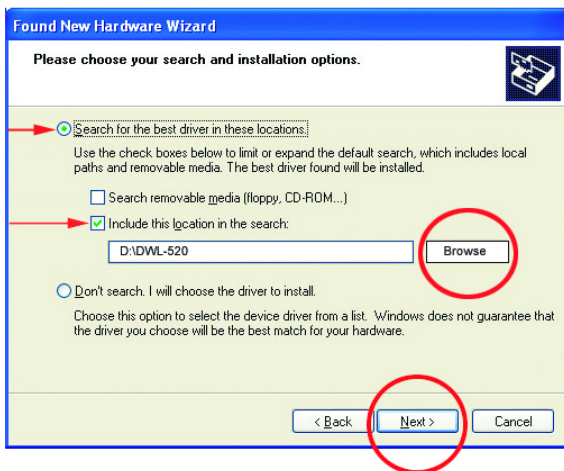 Found New Hardware Wizard
Please choose your search and installation options.
Search for the best driver in these locations.
Use the check boxes below to limit or expand the default search, which includes local
paths and removable media. The best driver found will be installed.
Search removable media (floppy, CD-ROM...)
Include this location in the search:
D:\DWL-520
Browse
Don't search. I will choose the driver to install.
Choose this option to select the device driver from a list. Windows does not guarantee that
the driver you choose will be the best match for your hardware.
< Back
Next >
Cancel